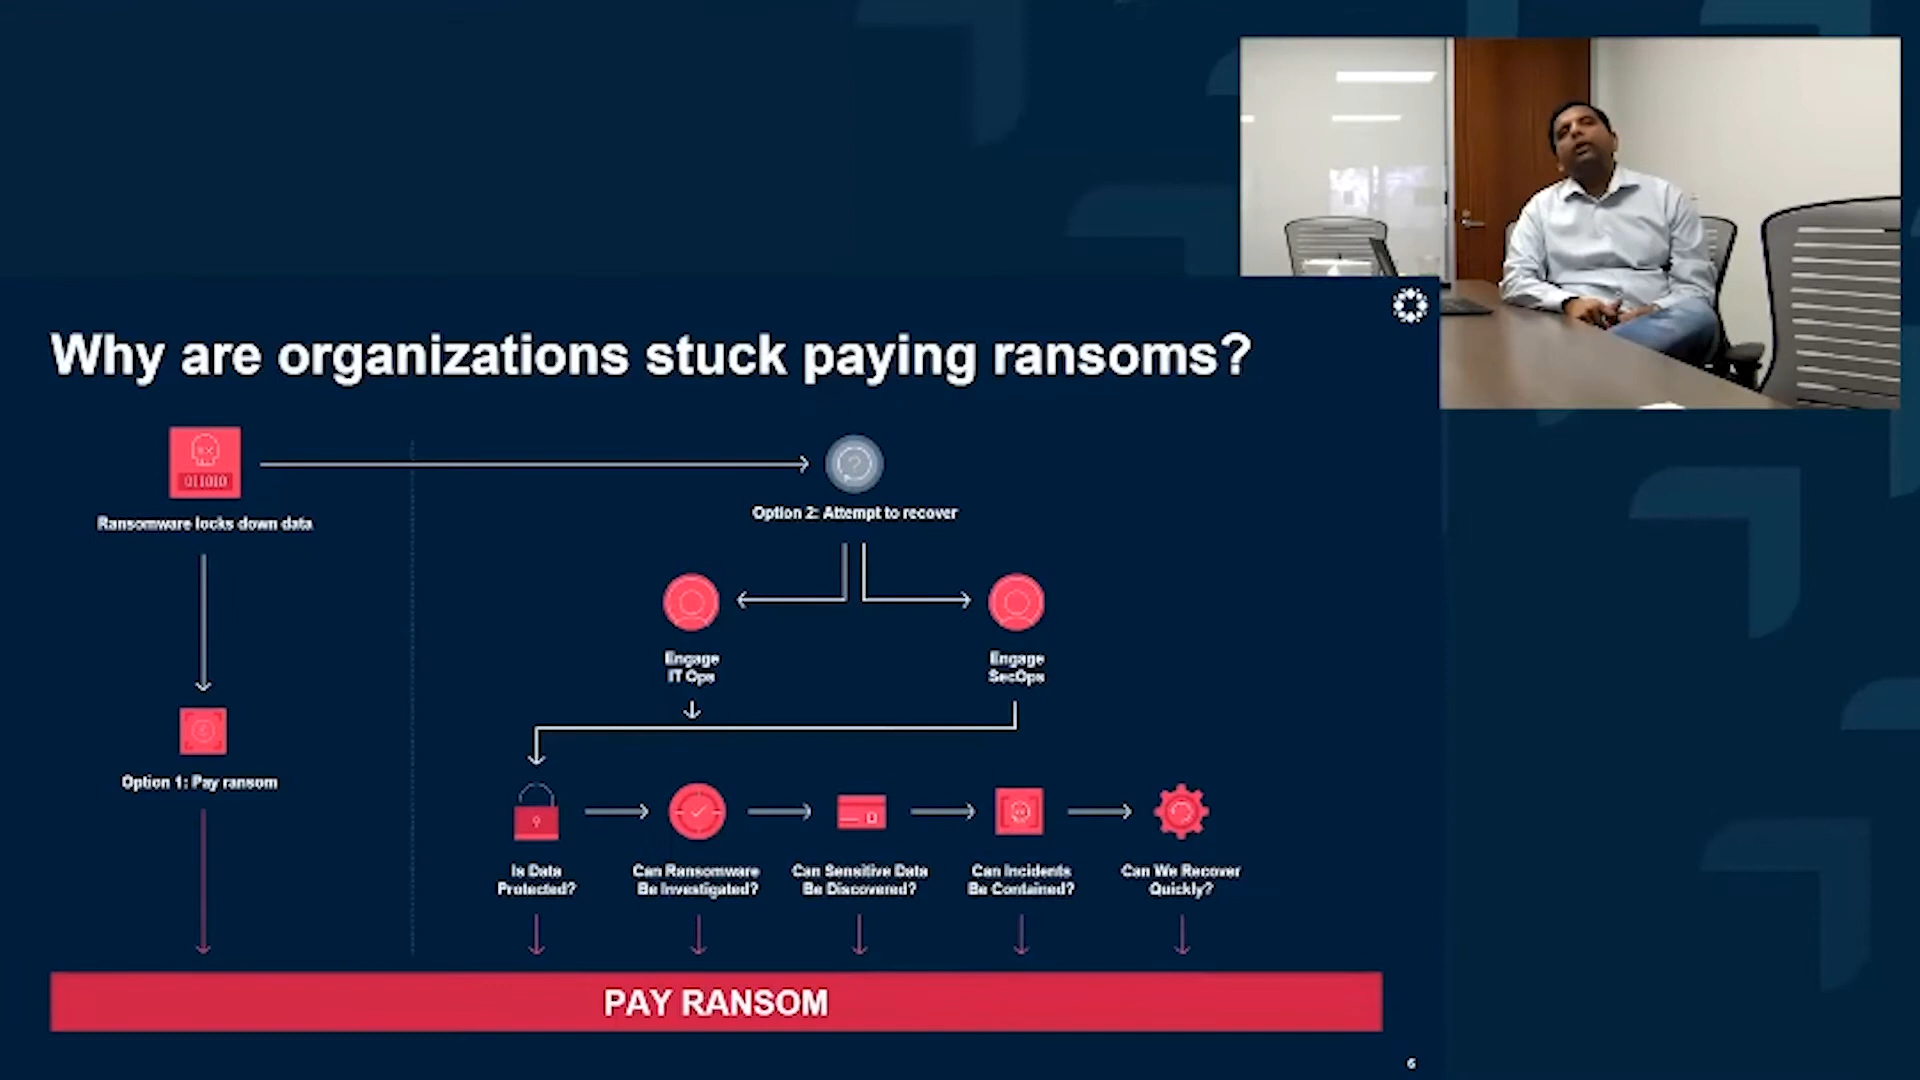 Why are organizations stuck paying ransoms?
011010
Ransomware locks down data
?
Option 2: Attempt to recover
Engage
IT Ops
Engage
SecOps
Option 1: Pay ransom
Is Data
Protected?
Can Ransomware
Be Investigated?
Can Sensitive Data
Be Discovered?
Can Incidents
Be Contained?
Can We Recover
Quickly?
PAY RANSOM
6